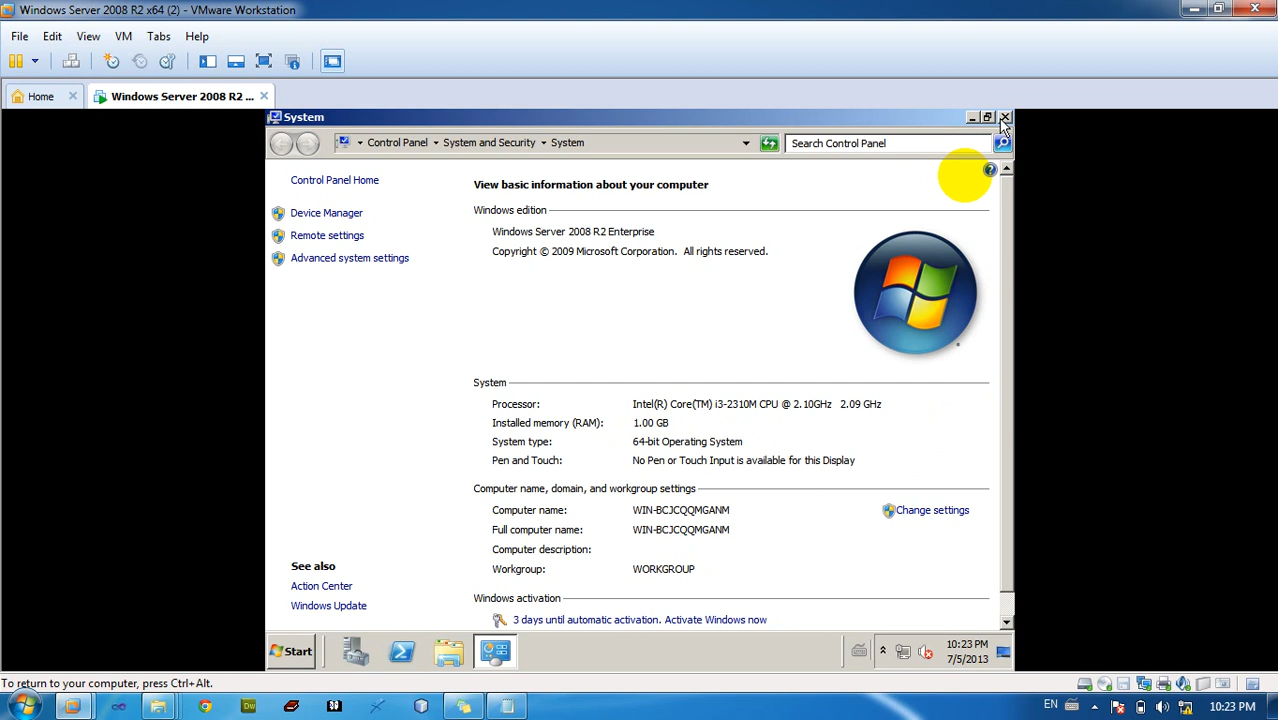 Windows Server 2008 R2 x64 (2) - VMware Workstation
File Edit View VM Tabs Help
Home Windows Server 2008 R2 ...
System
Control Panel System and Security System Search Control Panel
Control Panel Home
Device Manager
Remote settings
Advanced system settings
View basic information about your computer
Windows edition
Windows Server 2008 R2 Enterprise
Copyright © 2009 Microsoft Corporation. All rights reserved.
System
Processor: Intel(R) Core(TM) i3-2310M CPU @ 2.10GHz 2.09 GHz
Installed memory (RAM): 1.00 GB
System type: 64-bit Operating System
Pen and Touch: No Pen or Touch Input is available for this Display
Computer name, domain, and workgroup settings
Computer name: WIN-BCJCQQMGANM
Change settings
Full computer name: WIN-BCJCQQMGANM
Computer description:
Workgroup: WORKGROUP
See also
Action Center
Windows Update
Windows activation
3 days until automatic activation. Activate Windows now
Start
10:23 PM
7/5/2013
To return to your computer, press Ctrl+Alt.
Dw
EN
10:23 PM